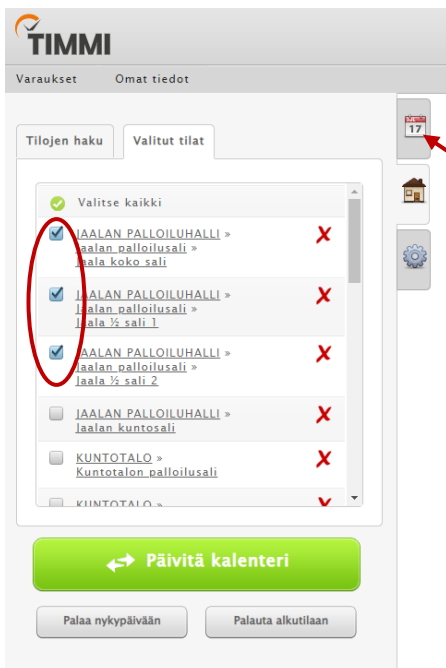 TIMMI
Varaukset Omat tiedot
17
Tilojen haku Valitut tilat
Valitse kaikki
JAALAN PALLOILUHALLI »
Jaalan palloilusali »
Jaala koko sali
JAALAN PALLOILUHALLI »
Jaalan palloilusali »
Jaala ½ sali 1
JAALAN PALLOILUHALLI »
Jaalan palloilusali »
Jaala ½ sali 2
JAALAN PALLOILUHALLI »
Jaalan kuntosali
KUNTOTALO »
Kuntotalon palloilusali
KUNTOTALO »
Päivitä kalenteri
Palaa nykypäivään Palauta alkutilaan